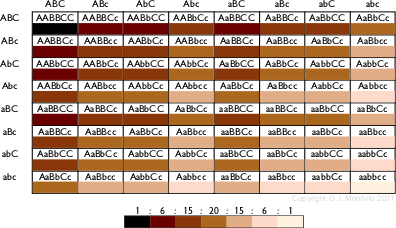 ABC ABc AbC Abc aBC aBc abC abc
ABC AABBCC AABBCc AABbCC AABbCc AaBBCC AaBBCc AaBbCC AaBbCc
ABc AABBCc AABBcc AABbCc AABbcc AaBBCc AaBBcc AaBbCc AaBbcc
AbC AABbCC AABbCc AAbbCC AAbbCc AaBbCC AaBbCc AabbCC AabbCc
Abc AABbCc AABbcc AAbbCc AAbbcc AaBbCc AaBbcc AabbCc Aabbcc
aBC AaBBCC AaBBCc AaBbCC AaBbCc aaBBCC aaBBCc aaBbCC aaBbCc
aBc AaBBCc AaBBcc AaBbCc AaBbcc aaBBCc aaBBcc aaBbCc aaBbcc
abC AaBbCC AaBbCc AabbCC AabbCc aaBbCC aaBbCc aabbCC aabbCc
abc AaBbCc AaBbcc AabbCc Aabbcc aaBbCc aaBbcc aabbCc aabbcc
Copyright © J. 2011
1 : 6 : 15 : 20 : 15 : 6 : 1